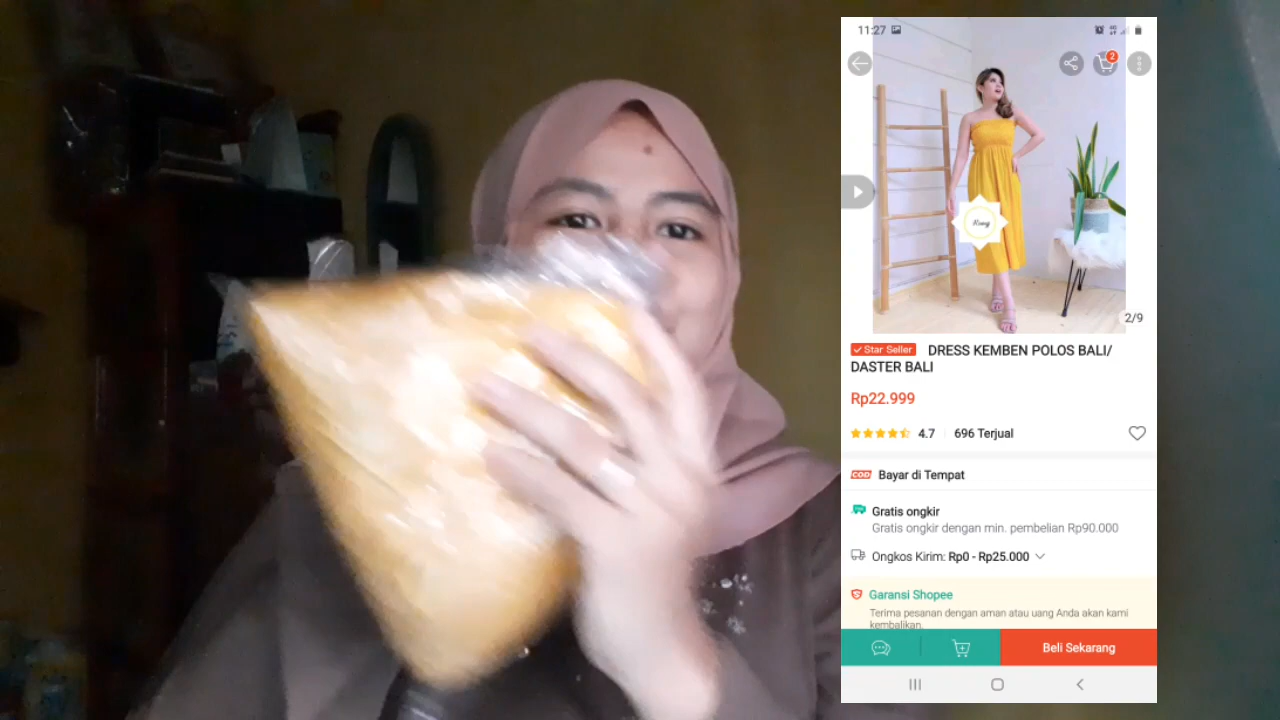 11:27
2
Rung
2/9
Star Seller DRESS KEMBEN POLOS BALI/
DASTER BALI
Rp22.999
4.7 696 Terjual
COD Bayar di Tempat
Gratis ongkir
Gratis ongkir dengan min. pembelian Rp90.000
Ongkos Kirim: Rp0 - Rp25.000
Garansi Shopee
Terima pesanan dengan aman atau uang Anda akan kami
kembalikan.
Beli Sekarang